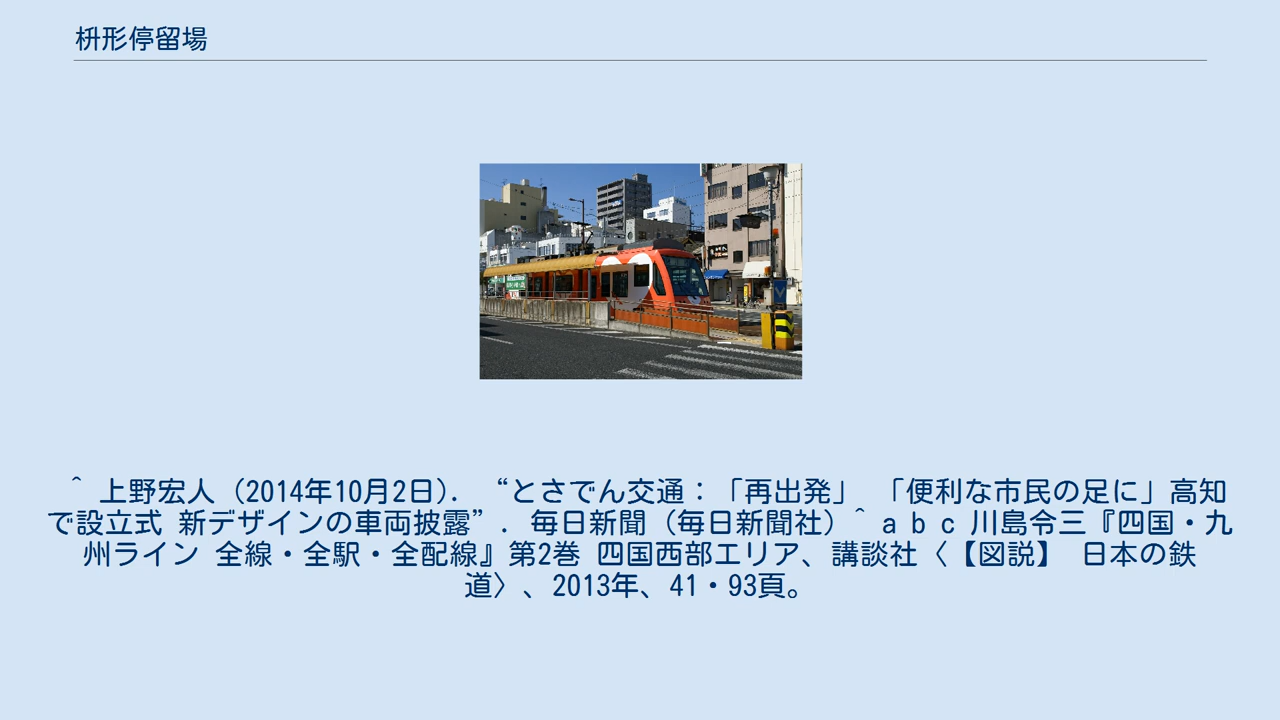 枡形停留場
^ 上野宏人（2014年10月2日）. “とさでん交通：「再出発」 「便利な市民の足に」高知
で設立式 新デザインの車両披露”. 毎日新聞（毎日新聞社）^ a b c 川島令三『四国・九
州ライン 全線・全駅・全配線』第2巻 四国西部エリア、講談社〈【図説】 日本の鉄
道〉、2013年、41・93頁。